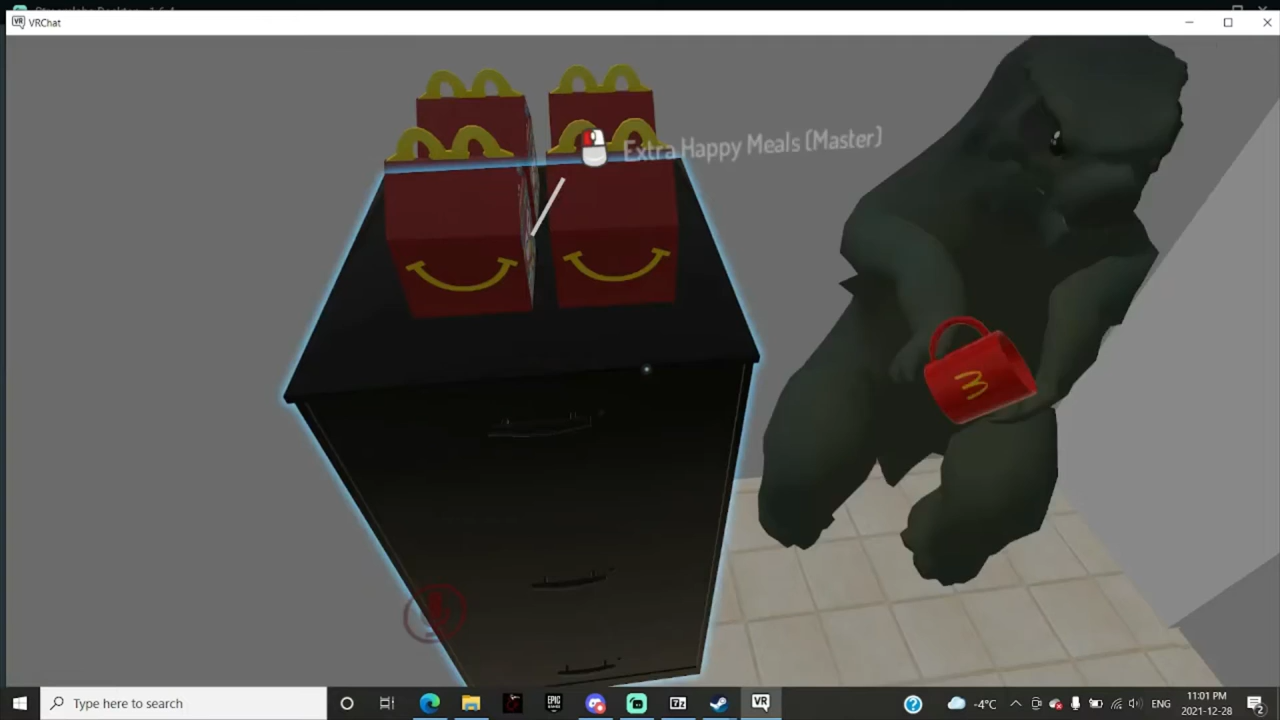 VRChat
Extra Happy Meals (Master)
Type here to search
-4°C
ENG
11:01 PM
2021-12-28